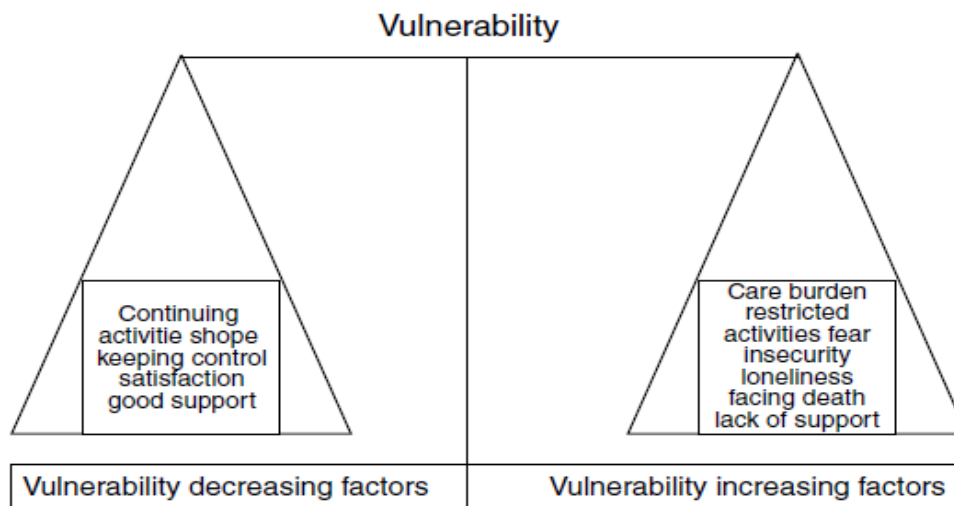 Vulnerability
Continuing
activitie shope
keeping control
satisfaction
good support
Care burden
restricted
activities fear
insecurity
loneliness
facing death
lack of support
Vulnerability decreasing factors
Vulnerability increasing factors